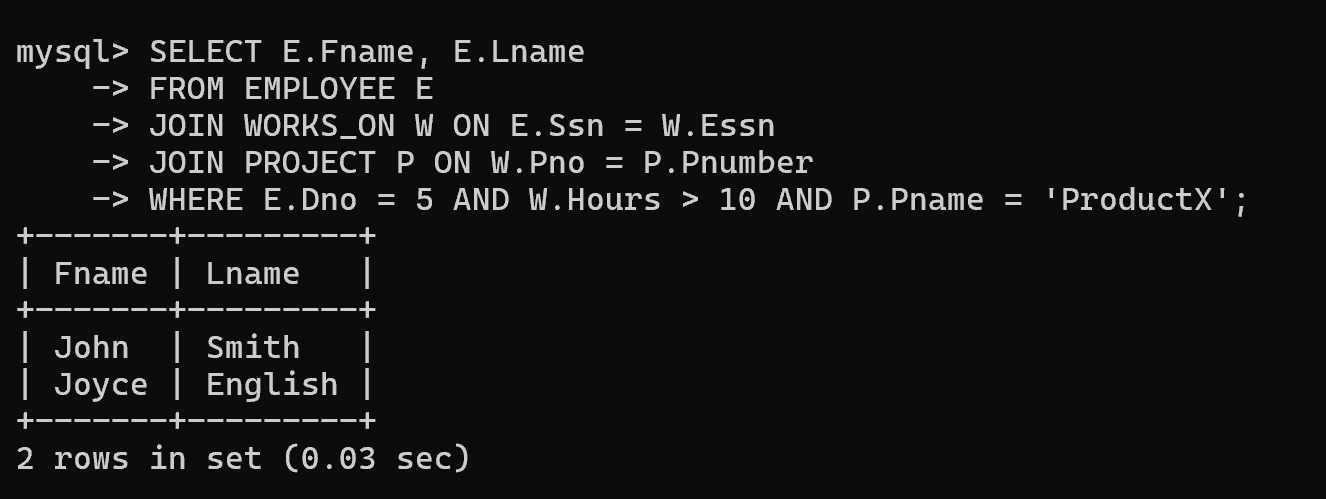 mysql> SELECT E.Fname, E.Lname
    -> FROM EMPLOYEE E
    -> JOIN WORKS_ON W ON E.Ssn = W.Essn
    -> JOIN PROJECT P ON W.Pno = P.Pnumber
    -> WHERE E.Dno = 5 AND W.Hours > 10 AND P.Pname = 'ProductX';
+-------+---------+
| Fname | Lname   |
+-------+---------+
| John  | Smith   |
| Joyce | English |
+-------+---------+
2 rows in set (0.03 sec)